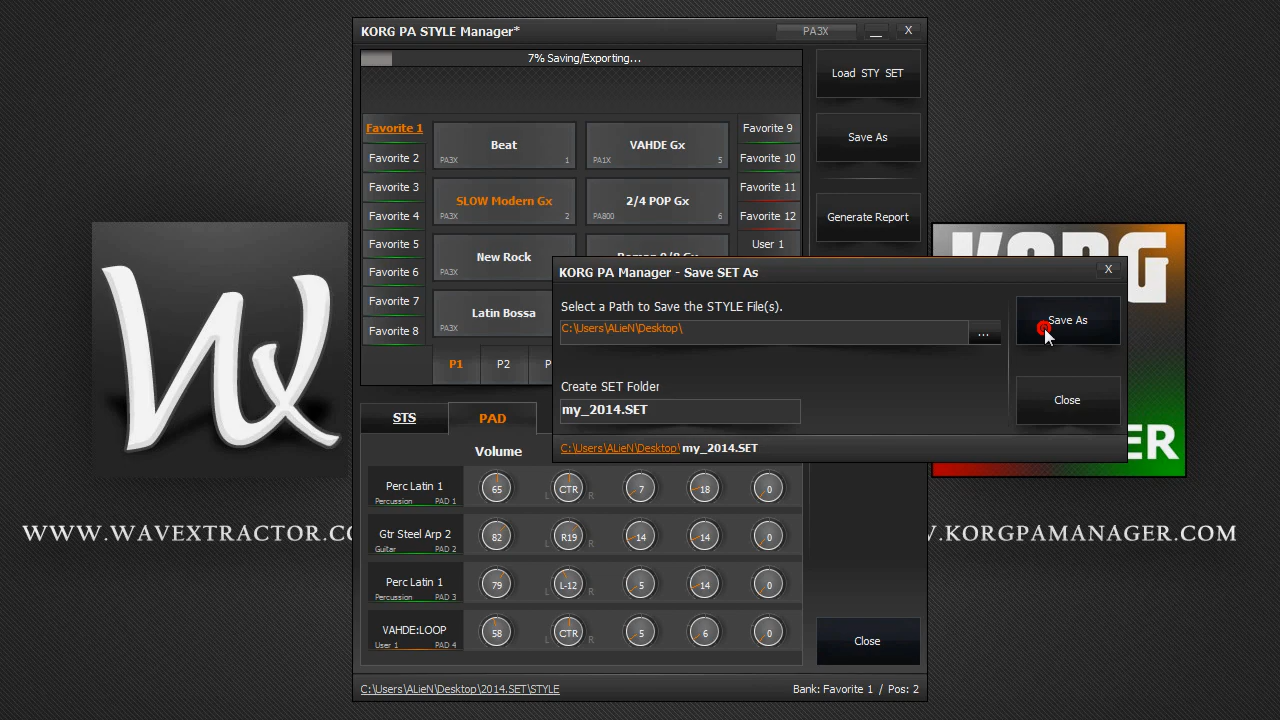 KORG PA STYLE Manager*
PA3X
X
7% Saving/Exporting...
Load STY SET
Save As
Generate Report
Favorite 1
Favorite 2
Favorite 3
Favorite 4
Favorite 5
Favorite 6
Favorite 7
Favorite 8
Beat
PA3X 1
VAHDE Gx
PA1X 5
SLOW Modern Gx
PA3X 2
2/4 POP Gx
PA800 6
New Rock
PA3X
Latin Bossa
PA3X
Favorite 9
Favorite 10
Favorite 11
Favorite 12
User 1
P1 P2
KORG PA Manager - Save SET As
X
Select a Path to Save the STYLE File(s).
C:\Users\ALieN\Desktop\
...
Save As
Create SET Folder
my_2014.SET
Close
C:\Users\ALieN\Desktop\my_2014.SET
STS PAD
Volume
Perc Latin 1
Percussion PAD 1
65 L CTR R 7 18 0
Gtr Steel Arp 2
Guitar PAD 2
82 L R19 R 14 14 0
Perc Latin 1
Percussion PAD 3
79 L L-12 R 5 14 0
VAHDE:LOOP
User 1 PAD 4
58 L CTR R 5 6 0
Close
C:\Users\ALieN\Desktop\2014.SET\STYLE
Bank: Favorite 1 / Pos: 2
Wx
WWW.WAVEXTRACTOR.CO
KORG
ER
W.KORGPAMANAGER.COM